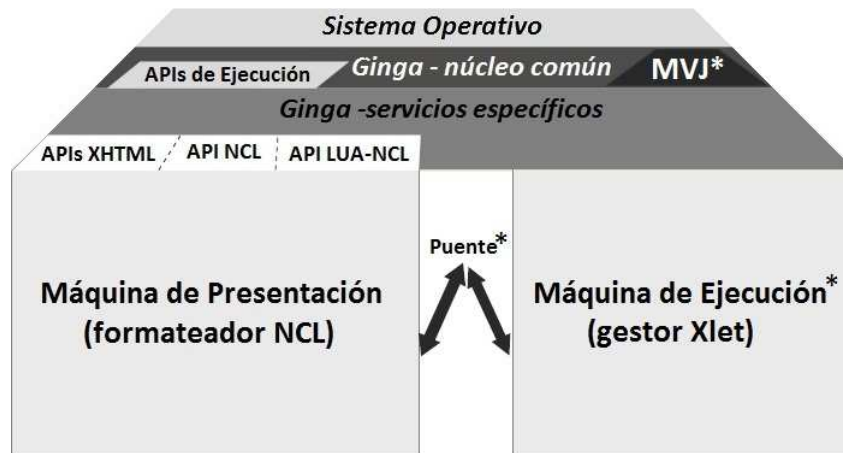 Sistema Operativo
APIs de Ejecución
Ginga - núcleo común
MVJ*
Ginga -servicios específicos
APIs XHTML
API NCL
API LUA-NCL
Puente*
Máquina de Presentación
(formateador NCL)
Máquina de Ejecución*
(gestor Xlet)